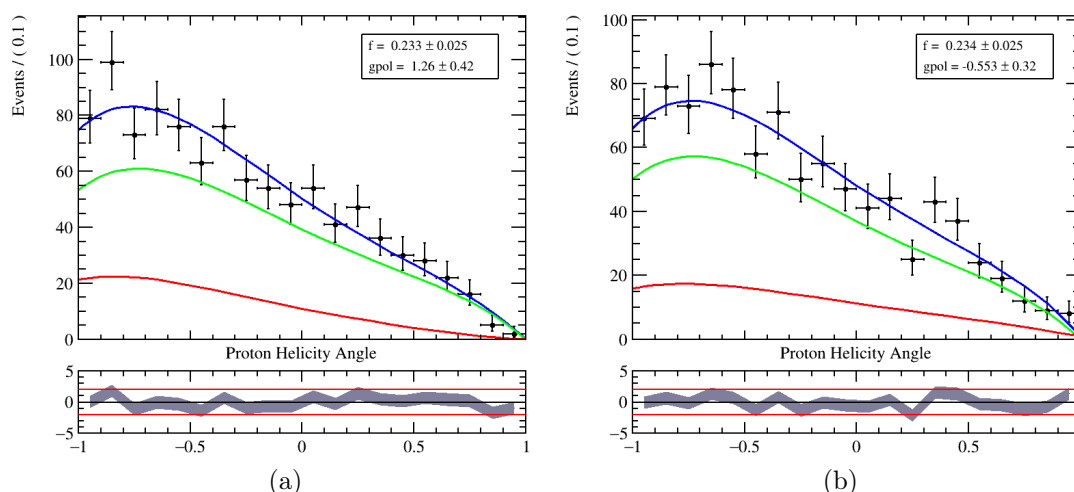 Events / ( 0.1 )
100
80
60
40
20
0
f = 0.233 ± 0.025
gpol = 1.26 ± 0.42
Proton Helicity Angle
5
0
−5
−1 −0.5 0 0.5 1
(a)
Events / ( 0.1 )
100
80
60
40
20
0
f = 0.234 ± 0.025
gpol = -0.553 ± 0.32
Proton Helicity Angle
5
0
−5
−1 −0.5 0 0.5
(b)